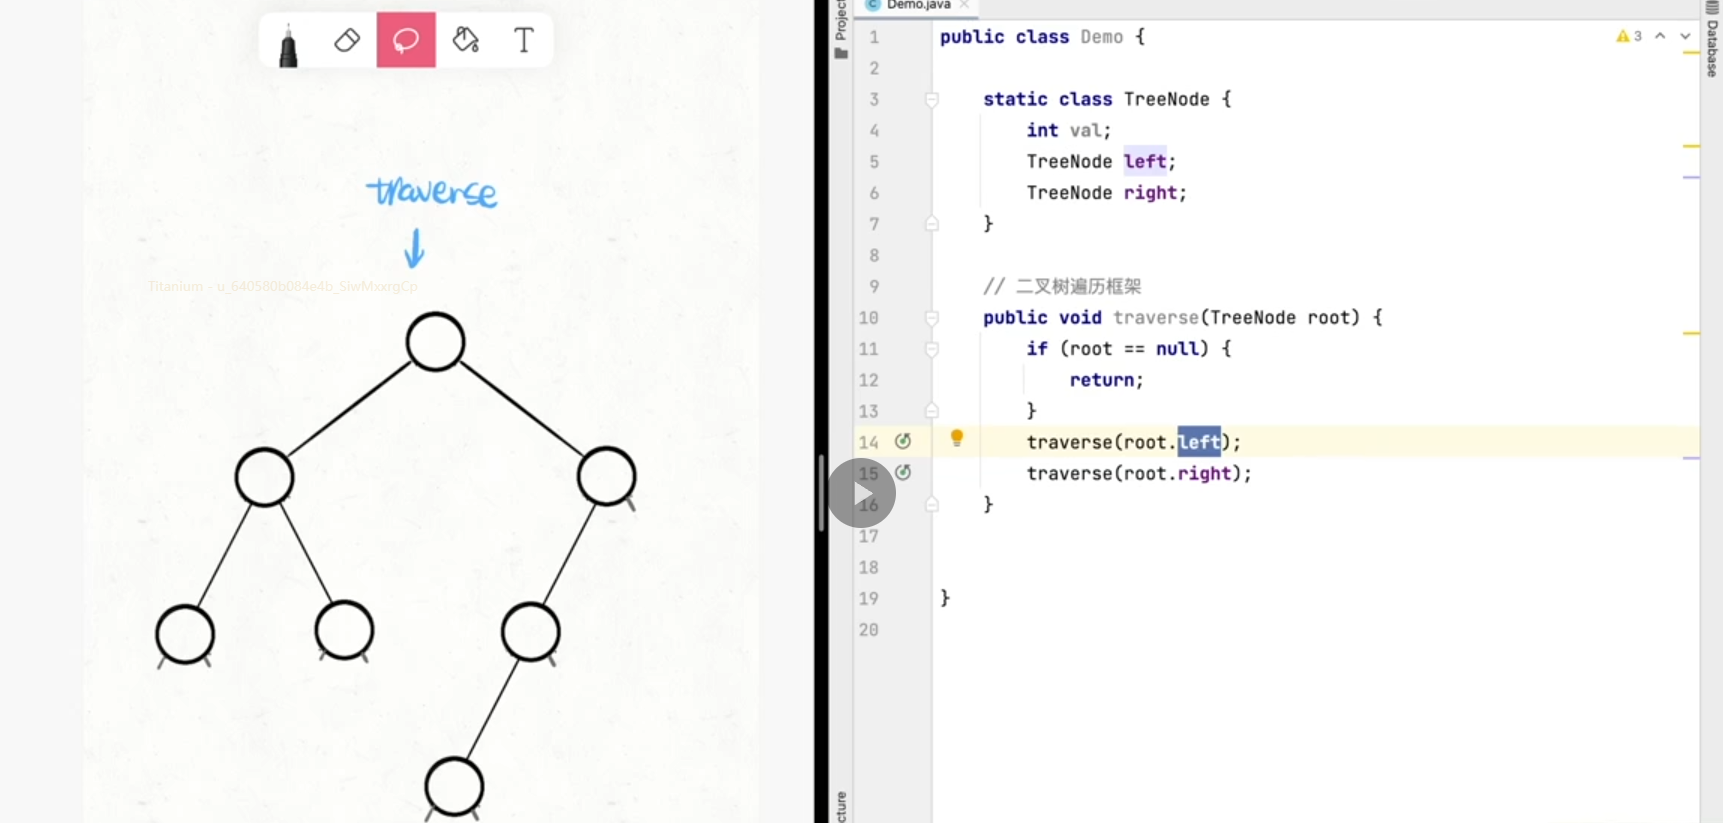 T
traverse
Titanium - u_640580b084e4b_SlwMxxrgCp
Project
Demo.java
3
Database
1 public class Demo {
2
3 static class TreeNode {
4 int val;
5 TreeNode left;
6 TreeNode right;
7 }
8
9 // 二叉树遍历框架
10 public void traverse(TreeNode root) {
11 if (root == null) {
12 return;
13 }
14 traverse(root.left);
15 traverse(root.right);
16 }
17
18
19 }
20